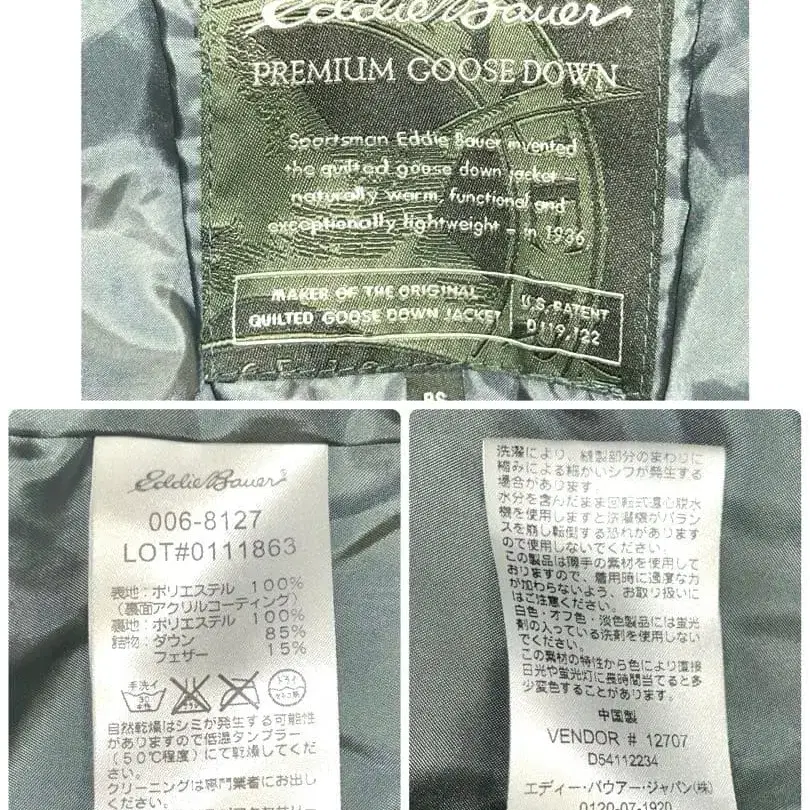 Eddie Bauer
PREMIUM GOOSE DOWN
Sportsman Eddie Bauer invented
the quilted goose down jacket –
naturally warm, functional and
exceptionally lightweight – in 1936
MAKER OF THE ORIGINAL
QUILTED GOOSE DOWN JACKET
U.S. PATENT
D119,122
Eddie Bauer®
006-8127
LOT#0111863
表地：ポリエステル 100%
（裏面アクリルコーティング）
裏地：ポリエステル 100%
詰物：ダウン 85%
フェザー 15%
手洗イ
ドライ
自然乾燥はシミが発生する可能性
がありますので低温タンブラー
（50℃程度）にて乾燥してくだ
さい。
クリーニングは専門業者にお出し
ください。
洗濯により、縫製部分のまわりに
縮みによる細かいシワが発生する
場合があります。
水分を含んだまま回転式遠心脱水
機を使用しますと洗濯機がバラン
スを崩し転倒する恐れがあります
ので使用しないでください。
この製品は薄手の素材を使用して
おりますので、着用時に過度な力
が加わらないよう、お取り扱いに
はご注意ください。
白色・オフ色・淡色製品には蛍光
剤の入っている洗剤を使用しない
でください。
この素材の特性から色により直接
日光や蛍光灯に長時間当てると多
少変色することがあります。
中国製
VENDOR # 12707
D54112234
エディー・バウアー・ジャパン(株)
0120-07-1920